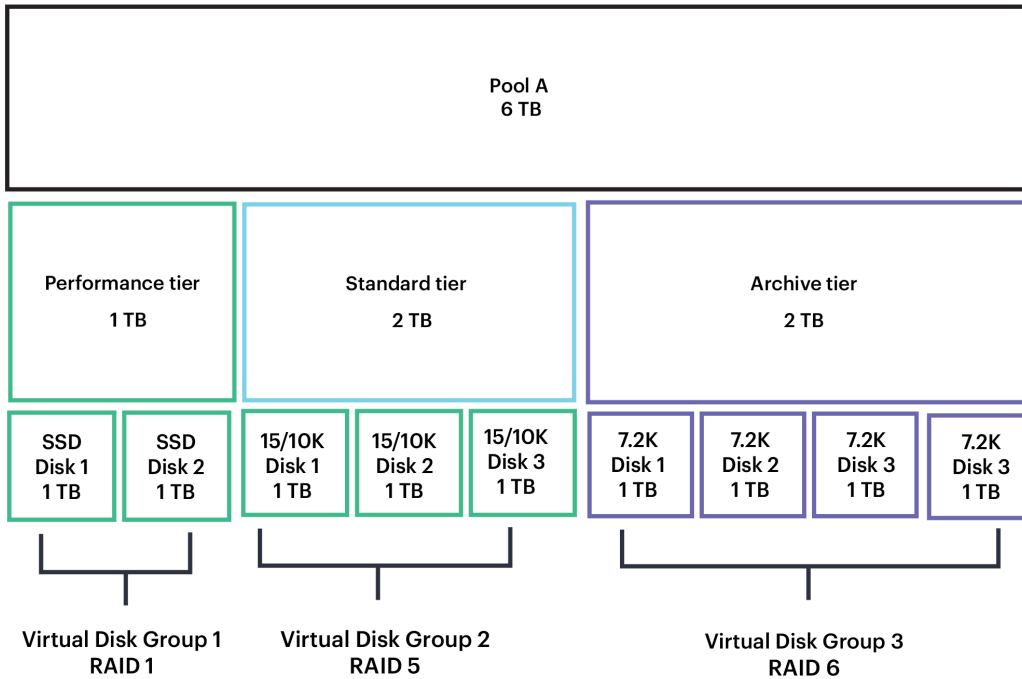 Pool A
6 TB
Performance tier
1 TB
Standard tier
2 TB
Archive tier
2 TB
SSD
Disk 1
1 TB
SSD
Disk 2
1 TB
15/10K
Disk 1
1 TB
15/10K
Disk 2
1 TB
15/10K
Disk 3
1 TB
7.2K
Disk 1
1 TB
7.2K
Disk 2
1 TB
7.2K
Disk 3
1 TB
7.2K
Disk 3
1 TB
Virtual Disk Group 1
RAID 1
Virtual Disk Group 2
RAID 5
Virtual Disk Group 3
RAID 6